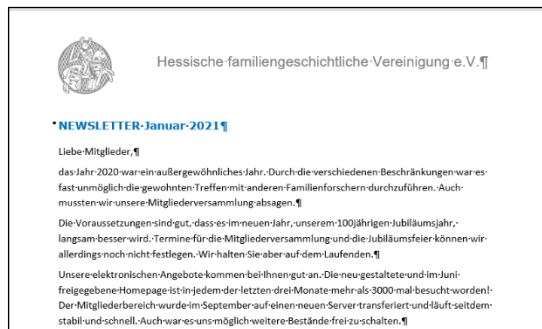 Hessische familiengeschichtliche Vereinigung e.V.¶
NEWSLETTER Januar 2021¶
Liebe Mitglieder,¶
das Jahr 2020 war ein außergewöhnliches Jahr. Durch die verschiedenen Beschränkungen war es
fast unmöglich die gewohnten Treffen mit anderen Familienforschern durchzuführen. Auch
mussten wir unsere Mitgliederversammlung absagen.¶
Die Voraussetzungen sind gut, dass es im neuen Jahr, unserem 100jährigen Jubiläumsjahr,
langsam besser wird. Termine für die Mitgliederversammlung und die Jubiläumsfeier können wir
allerdings noch nicht festlegen. Wir halten Sie aber auf dem Laufenden.¶
Unsere elektronischen Angebote kommen bei Ihnen gut an. Die neu gestaltete und im Juni
freigegebene Homepage ist in jedem der letzten drei Monate mehr als 3000 mal besucht worden!
Der Mitgliederbereich wurde im September auf einen neuen Server transferiert und läuft seitdem
stabil und schnell. Auch war es uns möglich weitere Bestände frei zu schalten.¶